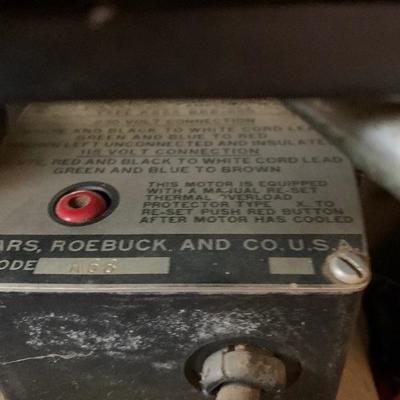 VOLT CONNECTION
AND BLACK TO WHITE CORD LEAD
GREEN AND BLUE TO RED
LEFT UNCONNECTED AND INSULATE
115 VOLT CONNECTION
RED AND BLACK TO WHITE CORD LEAD
GREEN AND BLUE TO BROWN
THIS MOTOR IS EQUIPPED
WITH A MAJUAL RE-SET
THERMAL OVERLOAD
PROTECTOR TYPE X. TO
RE-SET PUSH RED BUTTON
AFTER MOTOR HAS COOLED
ARS, ROEBUCK AND CO. U.S.A.
ODE